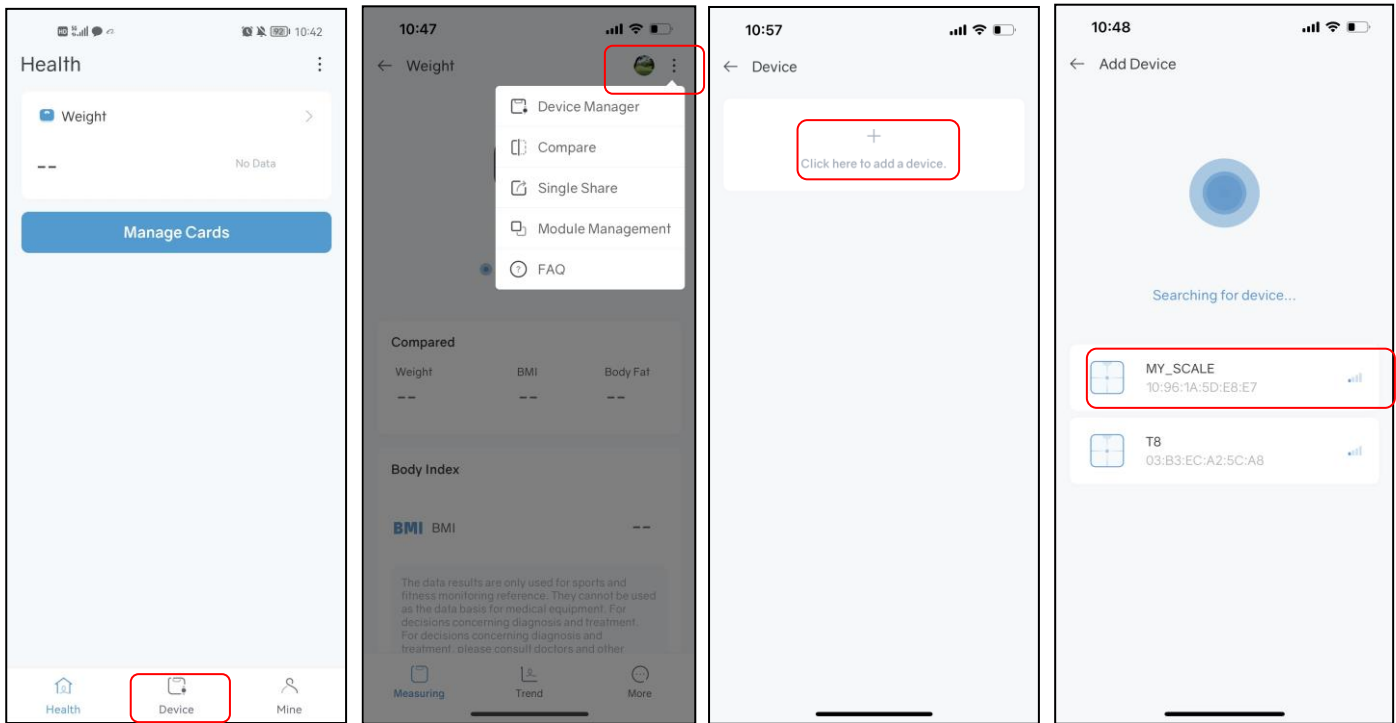 HD 5G 92 10:42
Health
Weight
--
No Data
Manage Cards
Health
Device
Mine
10:47
Weight
Device Manager
Compare
Single Share
Module Management
FAQ
Compared
Weight BMI Body Fat
-- -- --
Body Index
BMI BMI --
The data results are only used for sports and
fitness monitoring reference. They cannot be used
as the data basis for medical equipment. For
decisions concerning diagnosis and treatment.
For decisions concerning diagnosis and
treatment, please consult doctors and other
Measuring
Trend
More
10:57
Device
+
Click here to add a device.
10:48
Add Device
Searching for device...
MY_SCALE
10:96:1A:5D:E8:E7
T8
03:B3:EC:A2:5C:A8